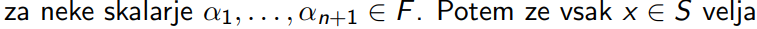 za neke skalarje α₁, . . . , αₙ₊₁ ∈ F. Potem ze vsak x ∈ S velja